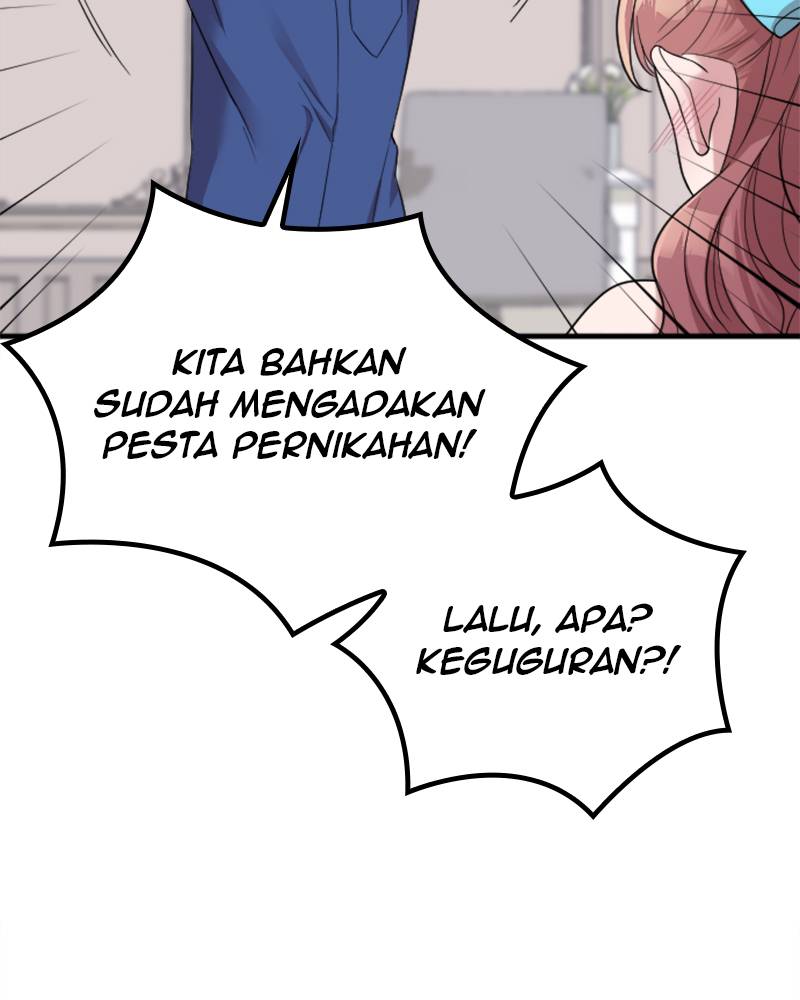 KITA BAHKAN
SUDAH MENGADAKAN
PESTA PERNIKAHAN!
LALU, APA?
KEGUGURAN?!